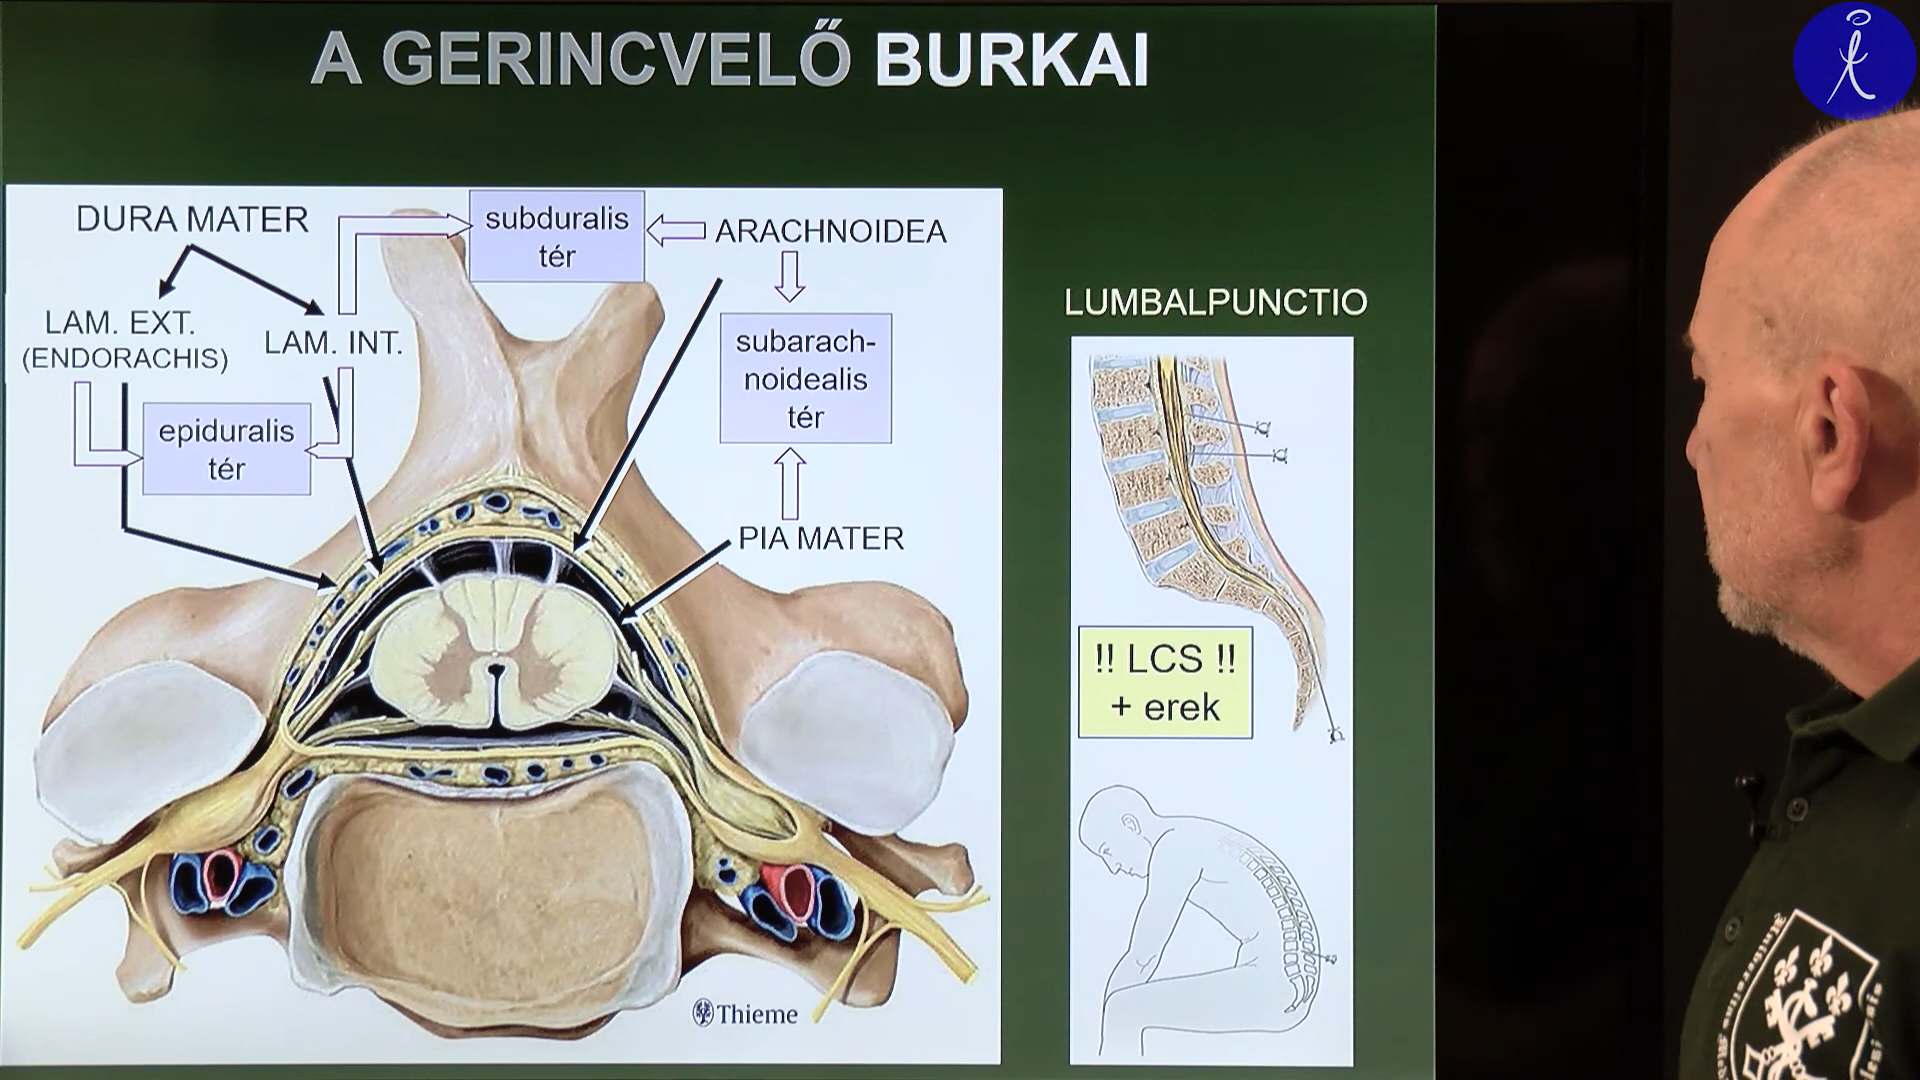 A GERINCVELŐ BURKAI
DURA MATER
LAM. EXT.
(ENDORACHIS)
LAM. INT.
epiduralis
tér
subduralis
tér
ARACHNOIDEA
subarach-
noidealis
tér
PIA MATER
Thieme
LUMBALPUNCTIO
!! LCS !!
+ erek